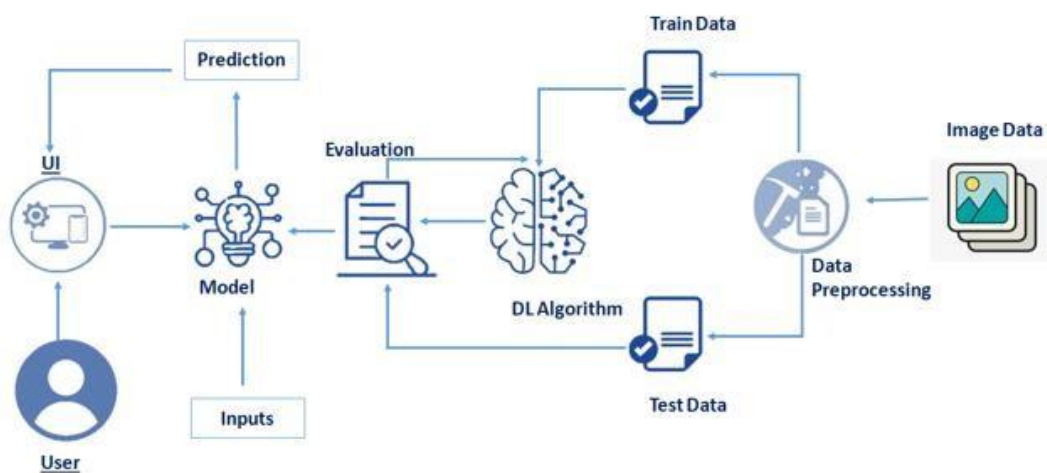 Train Data
Prediction
Image Data
Evaluation
UI
Model
Data
Preprocessing
DL Algorithm
Inputs
Test Data
User